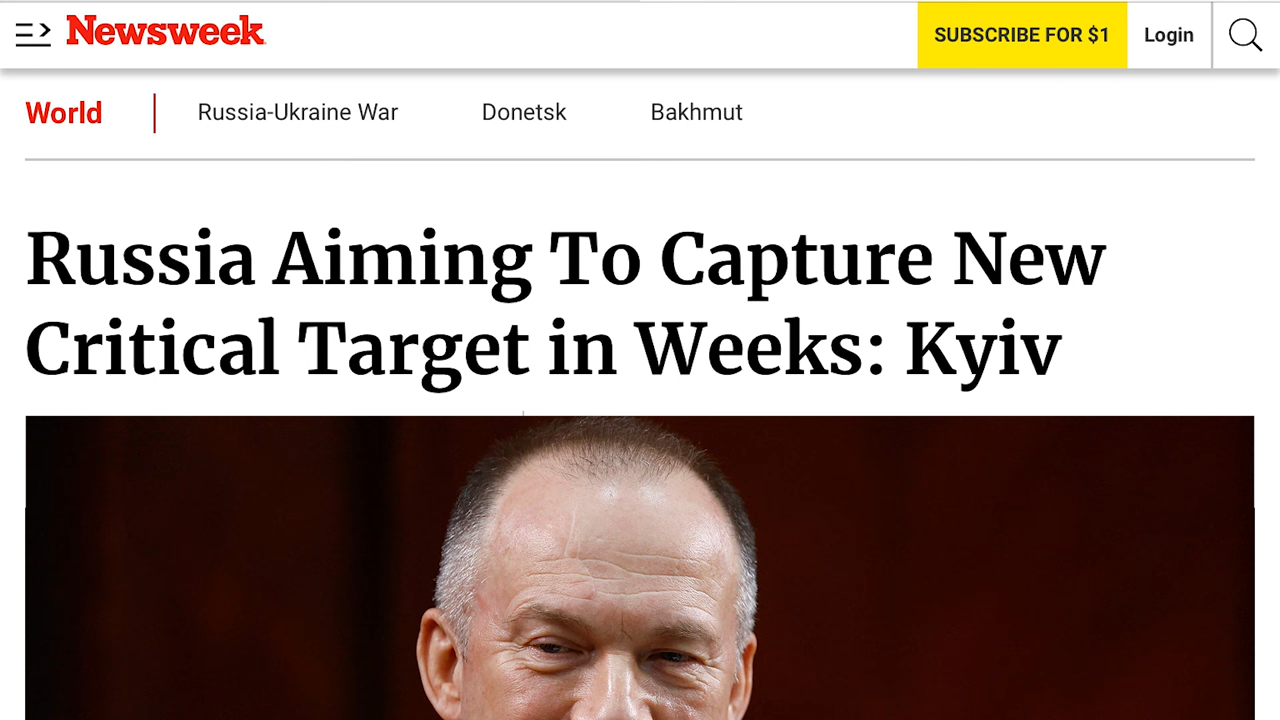 Newsweek
SUBSCRIBE FOR $1
Login
World
Russia-Ukraine War
Donetsk
Bakhmut
Russia Aiming To Capture New
Critical Target in Weeks: Kyiv